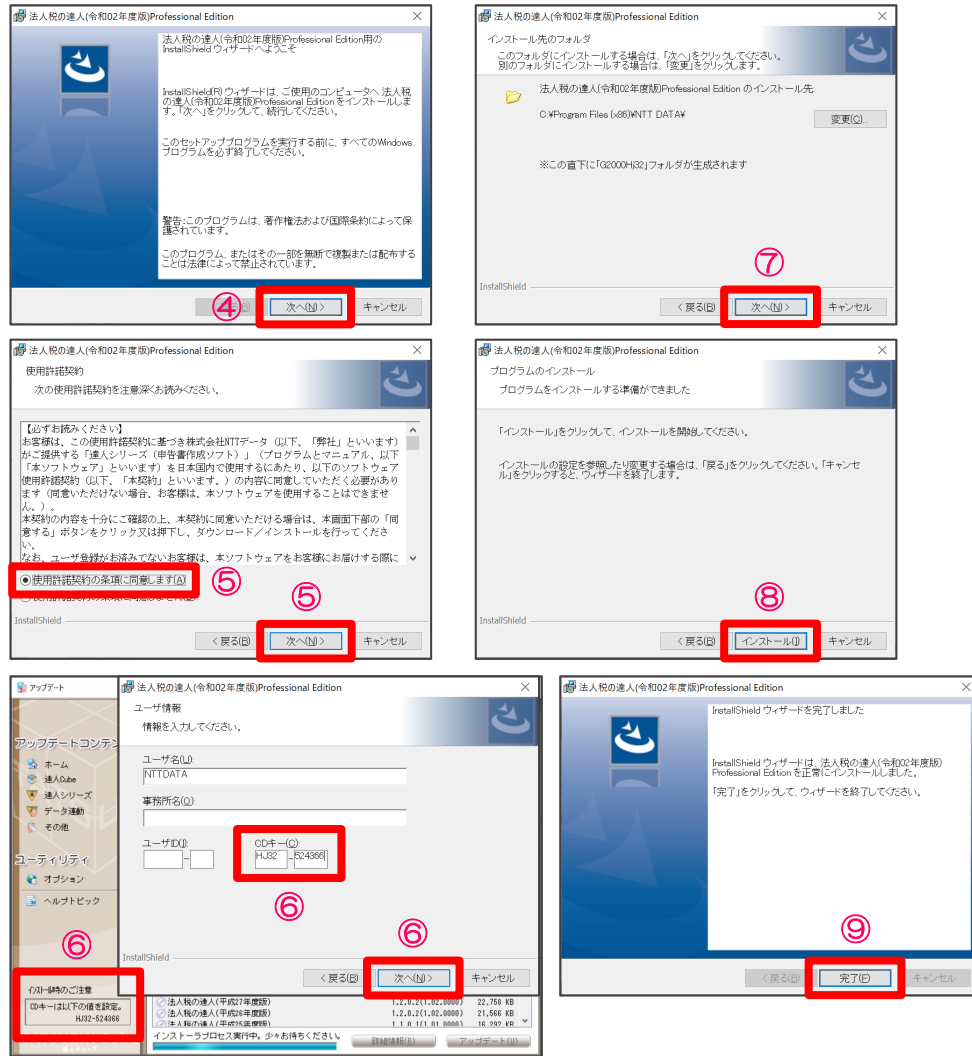 法人税の達人(令和02年度版)Professional Edition
法人税の達人(令和02年度版)Professional Edition用の
InstallShield ウィザードへようこそ
InstallShield(R) ウィザードは、ご使用のコンピュータへ 法人税
の達人(令和02年度版)Professional Edition をインストールしま
す。「次へ」をクリックして、続行してください。
このセットアッププログラムを実行する前に、すべてのWindows
プログラムを必ず終了してください。
警告:このプログラムは、著作権法および国際条約によって保
護されています。
このプログラム、またはその一部を無断で複製または配布する
ことは法律によって禁止されています。
④
次へ(N) >
キャンセル
法人税の達人(令和02年度版)Professional Edition
インストール先のフォルダ
このフォルダにインストールする場合は、「次へ」をクリックしてください。
別のフォルダにインストールする場合は、「変更」をクリックします。
法人税の達人(令和02年度版)Professional Edition のインストール先:
C:¥Program Files (x86)¥NTT DATA¥
変更(C)...
※この直下に「G2000Hj32」フォルダが生成されます
⑦
InstallShield
< 戻る(B)
次へ(N) >
キャンセル
法人税の達人(令和02年度版)Professional Edition
使用許諾契約
次の使用許諾契約を注意深くお読みください。
【必ずお読みください】
お客様は、この使用許諾契約に基づき株式会社NTTデータ（以下、「弊社」といいます）
がご提供する「達人シリーズ（申告書作成ソフト）」（プログラムとマニュアル、以下
「本ソフトウェア」といいます）を日本国内で使用するにあたり、以下のソフトウェア
使用許諾契約（以下、「本契約」といいます。）の内容に同意していただく必要があり
ます（同意いただけない場合、お客様は、本ソフトウェアを使用することはできませ
ん。）。
本契約の内容を十分にご確認の上、本契約に同意いただける場合は、本画面下部の「同
意する」ボタンをクリック又は押下し、ダウンロード／インストールを行ってくださ
い。
なお、ユーザ登録がお済みでないお客様は、本ソフトウェアをお客様にお届けする際に
使用許諾契約の条項に同意します(A)
⑤
⑤
InstallShield
< 戻る(B)
次へ(N) >
キャンセル
法人税の達人(令和02年度版)Professional Edition
プログラムのインストール
プログラムをインストールする準備ができました
「インストール」をクリックして、インストールを開始してください。
インストールの設定を参照したり変更する場合は、「戻る」をクリックしてください。「キャンセ
ル」をクリックすると、ウィザードを終了します。
⑧
InstallShield
< 戻る(B)
インストール(I)
キャンセル
アップデート
アップデートコンテン
ホーム
達人Cube
達人シリーズ
データ連動
その他
ユーティリティ
オプション
ヘルプトピック
⑥
インストール時のご注意
CDキーは以下の値を設定。
HJ32-524366
法人税の達人(令和02年度版)Professional Edition
ユーザ情報
情報を入力してください。
ユーザ名(U):
NTTDATA
事務所名(O):
ユーザID(I):
-
CDキー(C):
HJ32 - 524366
⑥
⑥
InstallShield
< 戻る(B)
次へ(N) >
キャンセル
法人税の達人(平成27年度版) 1.2.0.2(1.02.0000) 22,758 KB
法人税の達人(平成26年度版) 1.2.0.2(1.02.0000) 21,566 KB
法人税の達人(平成25年度版) 1.1.0.1(1.01.0000) 16,292 KB
インストーラプロセス実行中。少々お待ちください。
詳細情報(R)
アップデート(U)
法人税の達人(令和02年度版)Professional Edition
InstallShield ウィザードを完了しました
InstallShield ウィザードは、法人税の達人(令和02年度版)
Professional Edition を正常にインストールしました。
「完了」をクリックして、ウィザードを終了してください。
⑨
< 戻る(B)
完了(F)
キャンセル